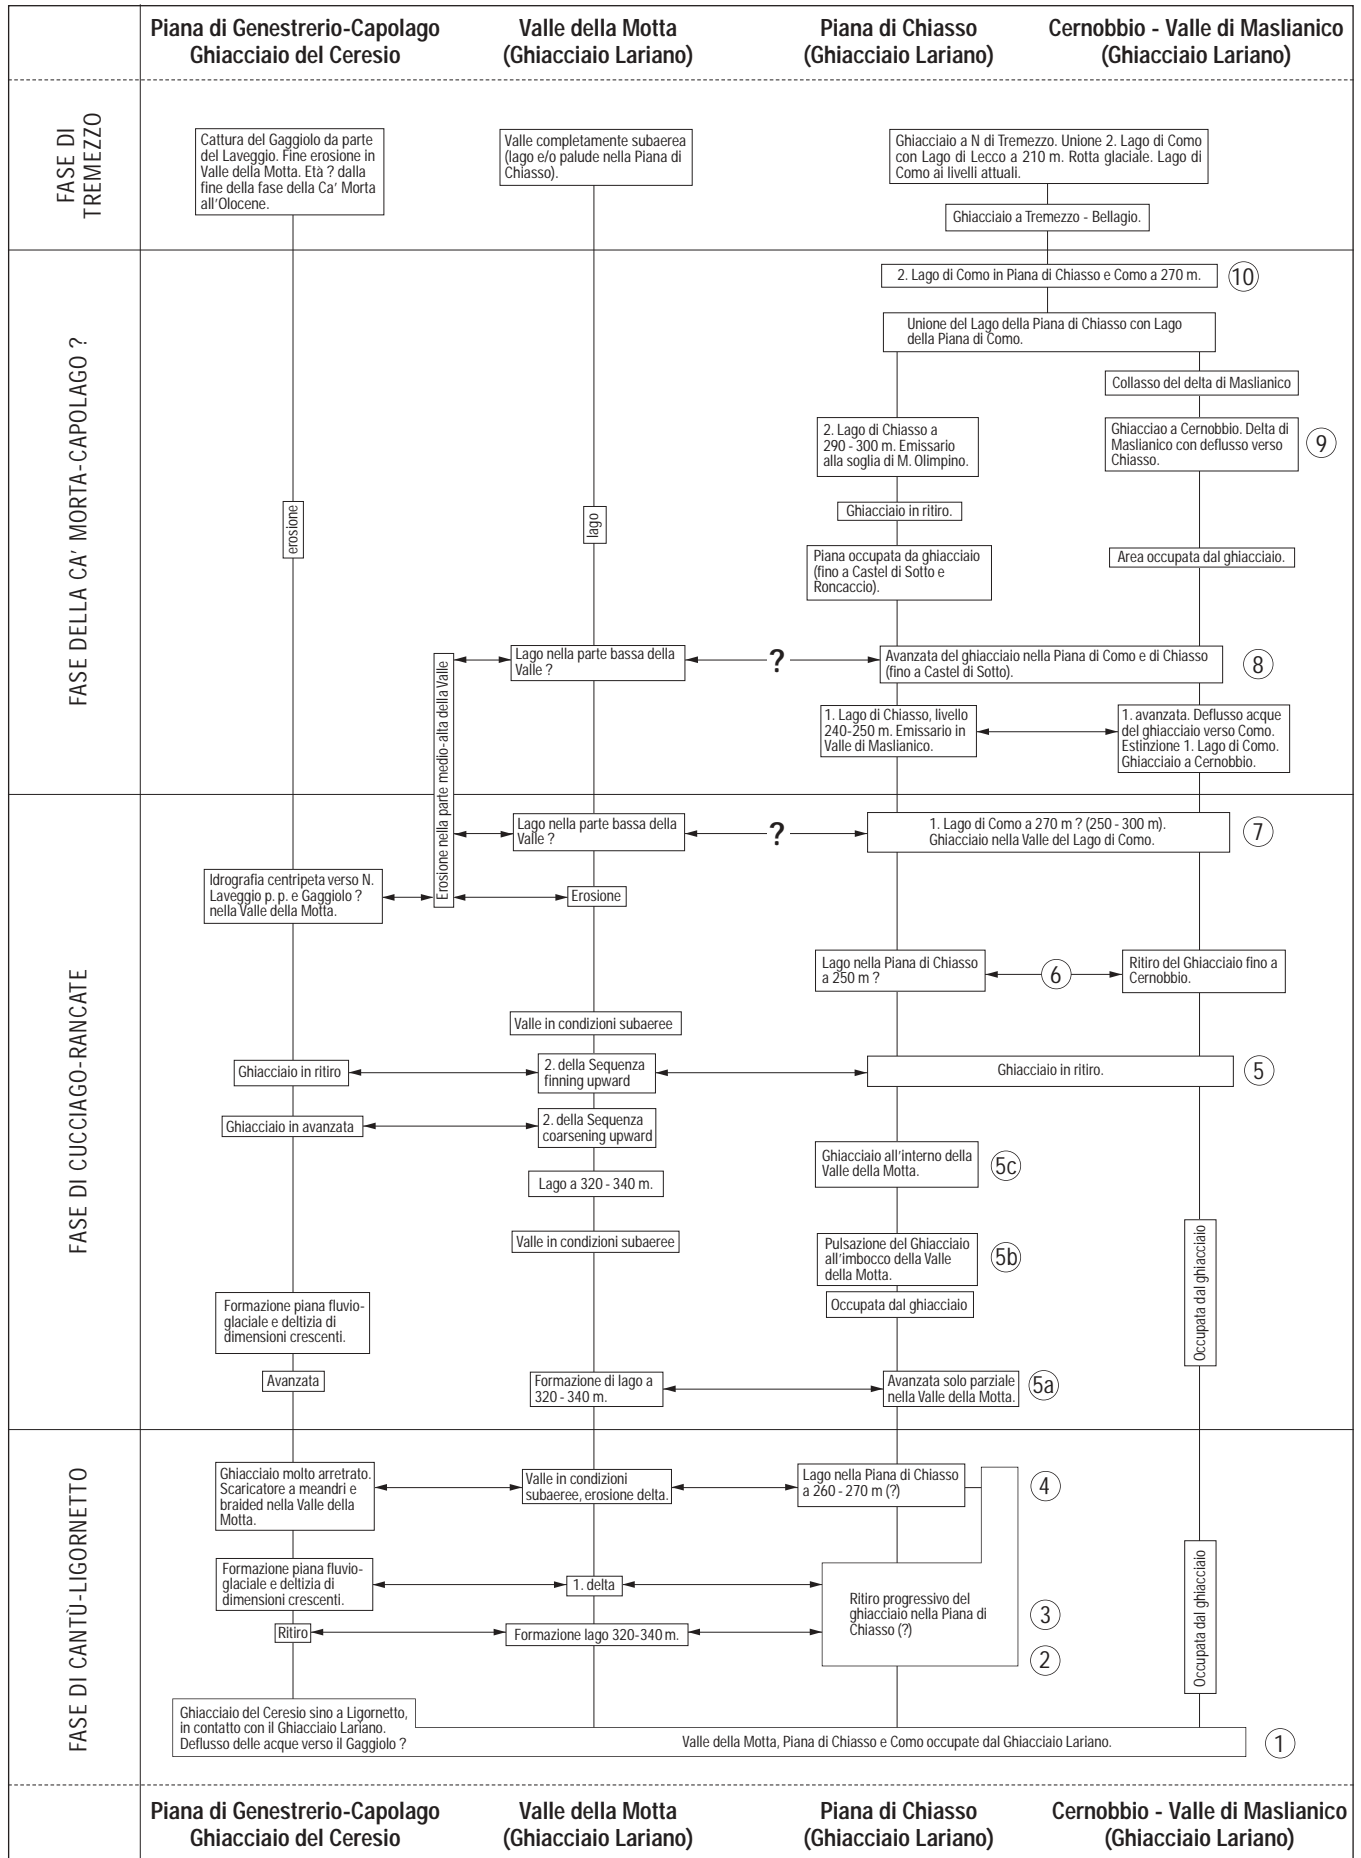 Piana di Genestrerio-Capolago
Ghiacciaio del Ceresio
Valle della Motta
(Ghiacciaio Lariano)
Piana di Chiasso
(Ghiacciaio Lariano)
Cernobbio - Valle di Maslianico
(Ghiacciaio Lariano)
FASE DI
TREMEZZO
Cattura del Gaggiolo da parte
del Laveggio. Fine erosione in
Valle della Motta. Età ? dalla
fine della fase della Ca' Morta
all'Olocene.
Valle completamente subaerea
(lago e/o palude nella Piana di
Chiasso).
Ghiacciaio a N di Tremezzo. Unione 2. Lago di Como
con Lago di Lecco a 210 m. Rotta glaciale. Lago di
Como ai livelli attuali.
Ghiacciaio a Tremezzo - Bellagio.
FASE DELLA CA' MORTA-CAPOLAGO ?
2. Lago di Como in Piana di Chiasso e Como a 270 m.
10
Unione del Lago della Piana di Chiasso con Lago
della Piana di Como.
Collasso del delta di Maslianico
2. Lago di Chiasso a
290 - 300 m. Emissario
alla soglia di M. Olimpino.
Ghiacciao a Cernobbio. Delta di
Maslianico con deflusso verso
Chiasso.
9
erosione
lago
Ghiacciaio in ritiro.
Piana occupata da ghiacciaio
(fino a Castel di Sotto e
Roncaccio).
Area occupata dal ghiacciaio.
Erosione nella parte medio-alta della Valle
Lago nella parte bassa della
Valle ?
?
Avanzata del ghiacciaio nella Piana di Como e di Chiasso
(fino a Castel di Sotto).
8
1. Lago di Chiasso, livello
240-250 m. Emissario in
Valle di Maslianico.
1. avanzata. Deflusso acque
del ghiacciaio verso Como.
Estinzione 1. Lago di Como.
Ghiacciaio a Cernobbio.
FASE DI CUCCIAGO-RANCATE
Lago nella parte bassa della
Valle ?
?
1. Lago di Como a 270 m ? (250 - 300 m).
Ghiacciaio nella Valle del Lago di Como.
7
Idrografia centripeta verso N.
Laveggio p. p. e Gaggiolo ?
nella Valle della Motta.
Erosione
Lago nella Piana di Chiasso
a 250 m ?
6
Ritiro del Ghiacciaio fino a
Cernobbio.
Valle in condizioni subaeree
Ghiacciaio in ritiro
2. della Sequenza
finning upward
Ghiacciaio in ritiro.
5
Ghiacciaio in avanzata
2. della Sequenza
coarsening upward
Ghiacciaio all'interno della
Valle della Motta.
5c
Lago a 320 - 340 m.
Valle in condizioni subaeree
Pulsazione del Ghiacciaio
all'imbocco della Valle
della Motta.
5b
Occupata dal ghiacciaio
Occupata dal ghiacciaio
Formazione piana fluvio-
glaciale e deltizia di
dimensioni crescenti.
Avanzata
Formazione di lago a
320 - 340 m.
Avanzata solo parziale
nella Valle della Motta.
5a
FASE DI CANTÙ-LIGORNETTO
Ghiacciaio molto arretrato.
Scaricatore a meandri e
braided nella Valle della
Motta.
Valle in condizioni
subaeree, erosione delta.
Lago nella Piana di Chiasso
a 260 - 270 m (?)
4
Formazione piana fluvio-
glaciale e deltizia di
dimensioni crescenti.
1. delta
Ritiro progressivo del
ghiacciaio nella Piana di
Chiasso (?)
3
Occupata dal ghiacciaio
Ritiro
Formazione lago 320-340 m.
2
Ghiacciaio del Ceresio sino a Ligornetto,
in contatto con il Ghiacciaio Lariano.
Deflusso delle acque verso il Gaggiolo ?
Valle della Motta, Piana di Chiasso e Como occupate dal Ghiacciaio Lariano.
1
Piana di Genestrerio-Capolago
Ghiacciaio del Ceresio
Valle della Motta
(Ghiacciaio Lariano)
Piana di Chiasso
(Ghiacciaio Lariano)
Cernobbio - Valle di Maslianico
(Ghiacciaio Lariano)